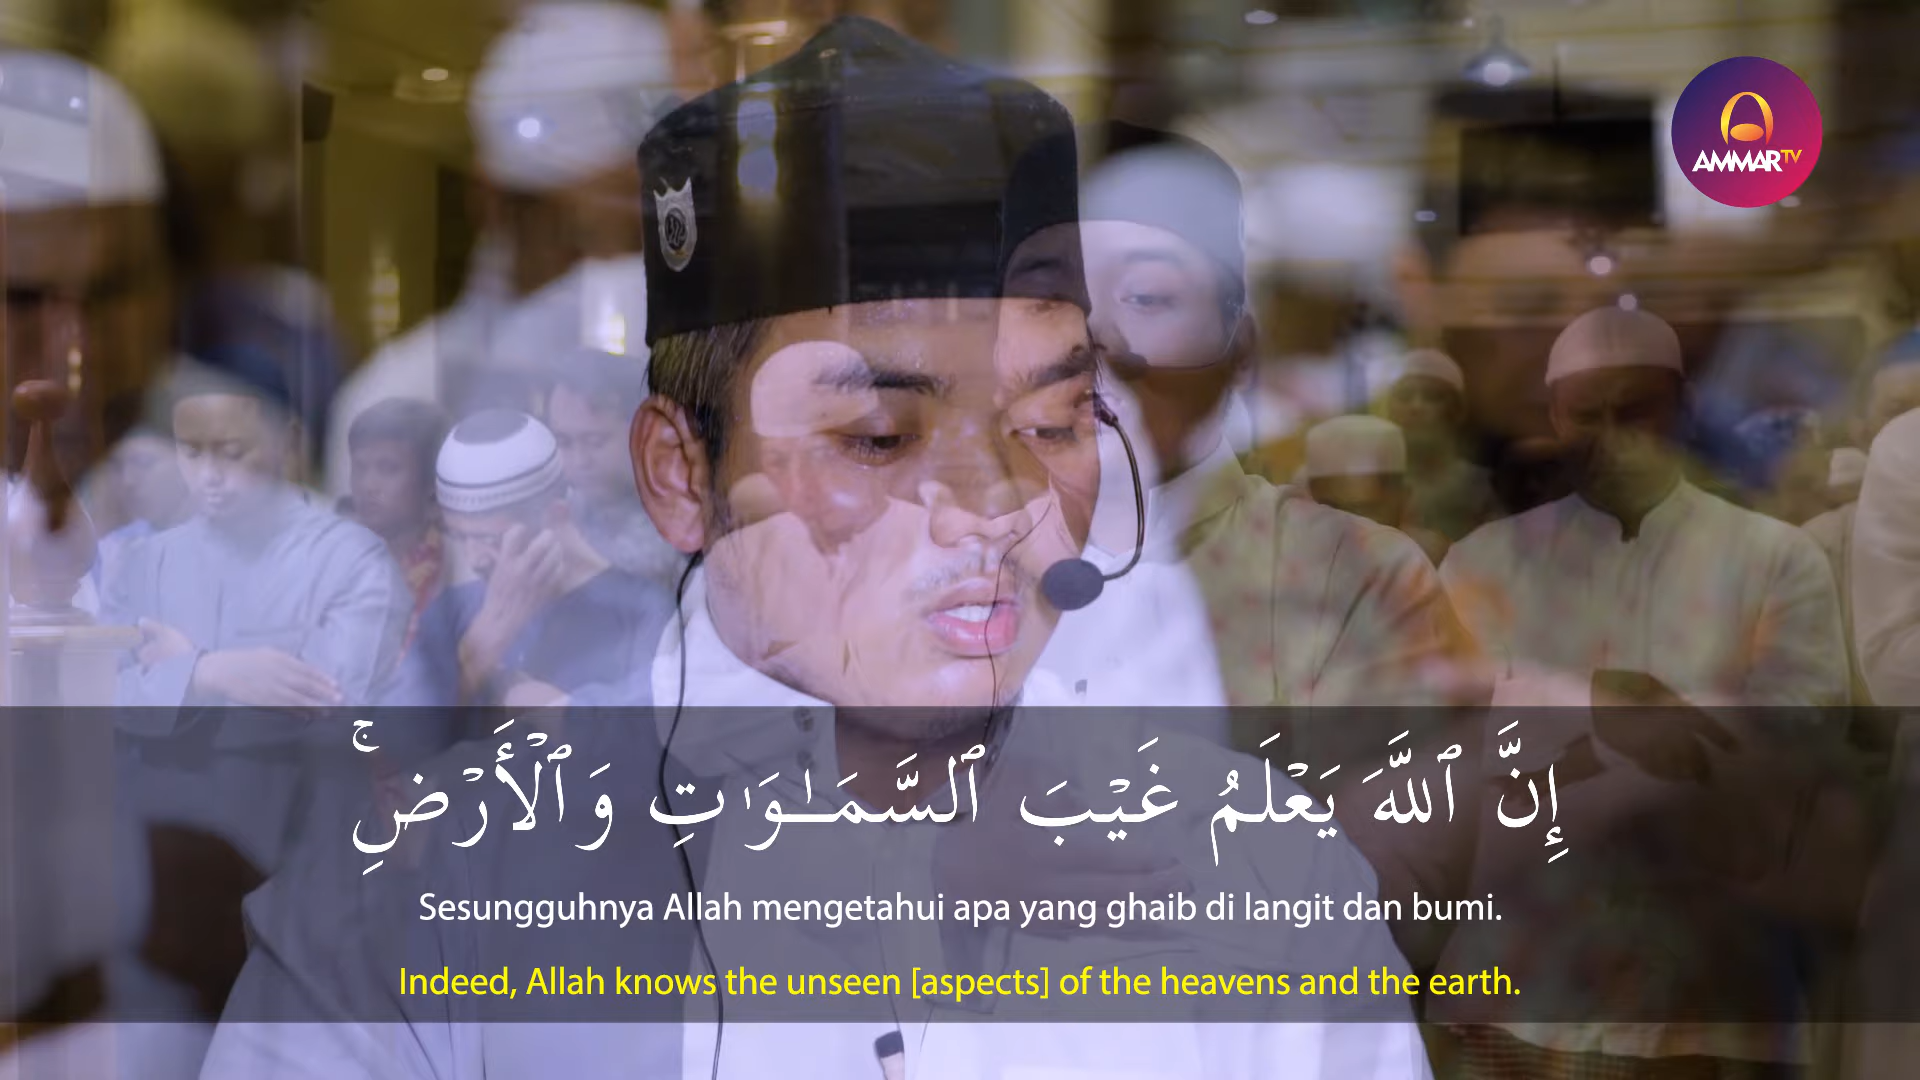 AMMARTV
إِنَّ ٱللَّهَ يَعْلَمُ غَيْبَ ٱلسَّمَـٰوَٰتِ وَٱلْأَرْضِ ۚ
Sesungguhnya Allah mengetahui apa yang ghaib di langit dan bumi.
Indeed, Allah knows the unseen [aspects] of the heavens and the earth.